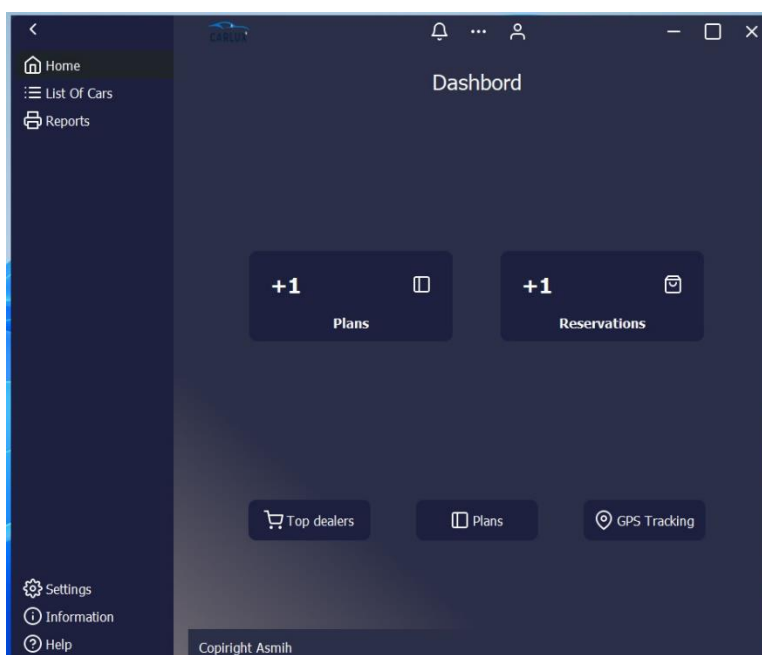 CARLUX
Home
List Of Cars
Reports
Dashbord
+1
Plans
+1
Reservations
Top dealers
Plans
GPS Tracking
Settings
Information
Help
Copiright Asmih